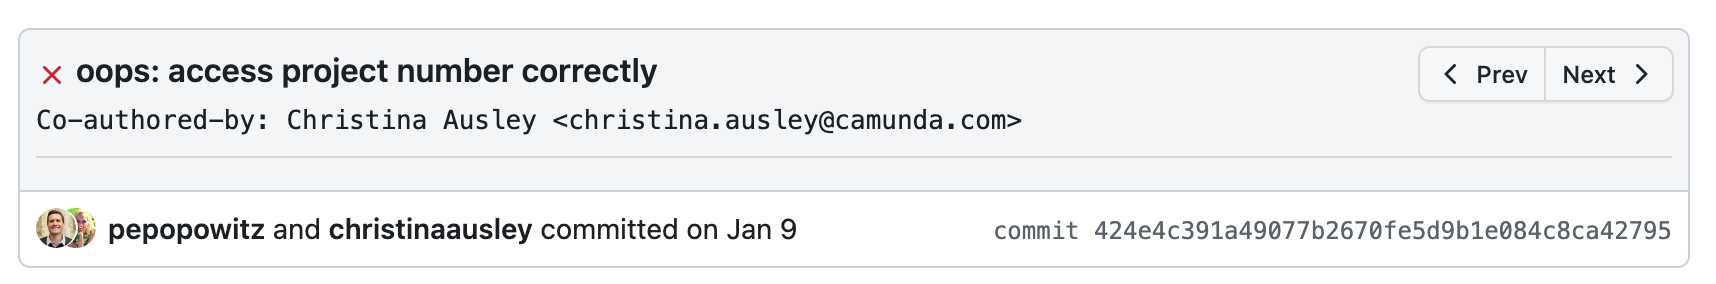 oops: access project number correctly
Prev
Next
Co-authored-by: Christina Ausley <christina.ausley@camunda.com>
pepopowitz and christinaausley committed on Jan 9
commit 424e4c391a49077b2670fe5d9b1e084c8ca42795